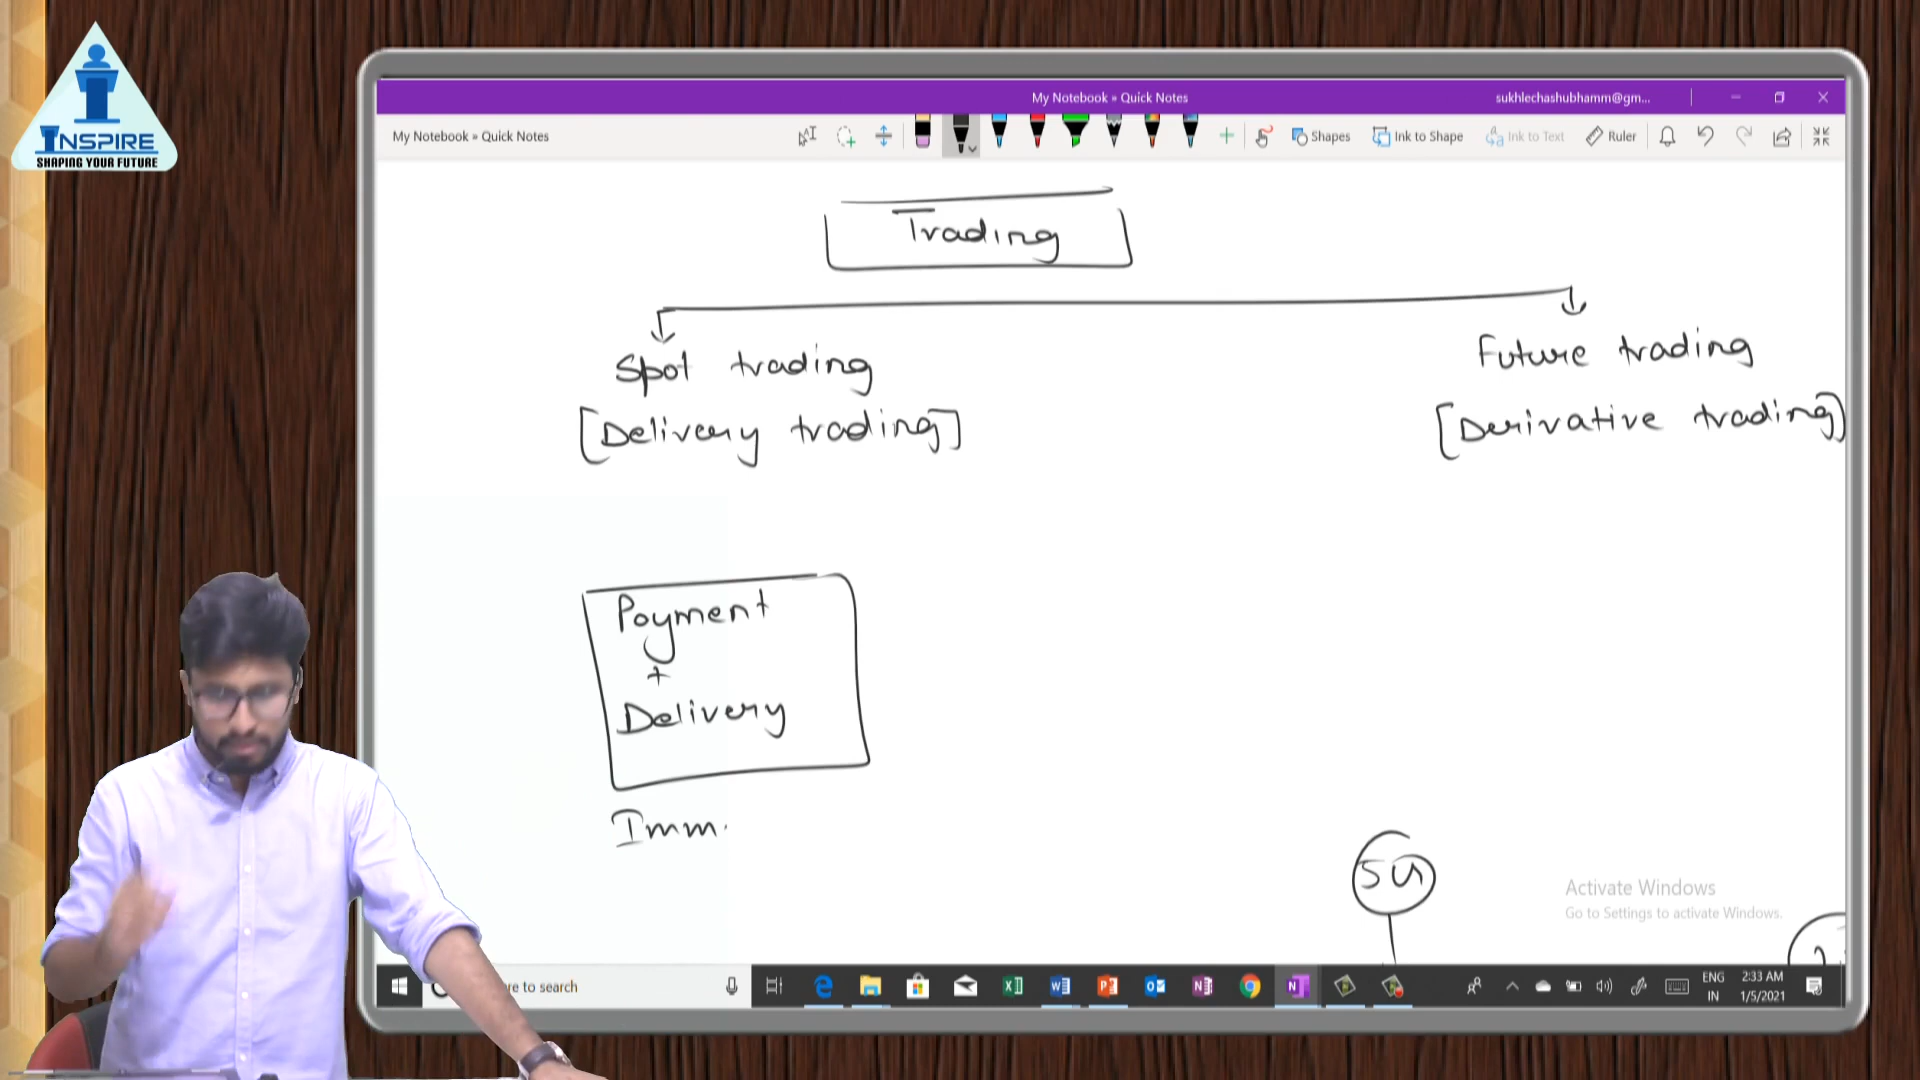 INSPIRE
SHAPING YOUR FUTURE
My Notebook » Quick Notes
sukhlechashubhamm@gm...
My Notebook » Quick Notes
Shapes
Ink to Shape
Ink to Text
Ruler
Trading
Spot trading
Future trading
[Delivery trading]
[Derivative trading]
Payment
+
Delivery
Imm.
SU
Activate Windows
Go to Settings to activate Windows.
re to search
ENG
IN
2:33 AM
1/5/2021